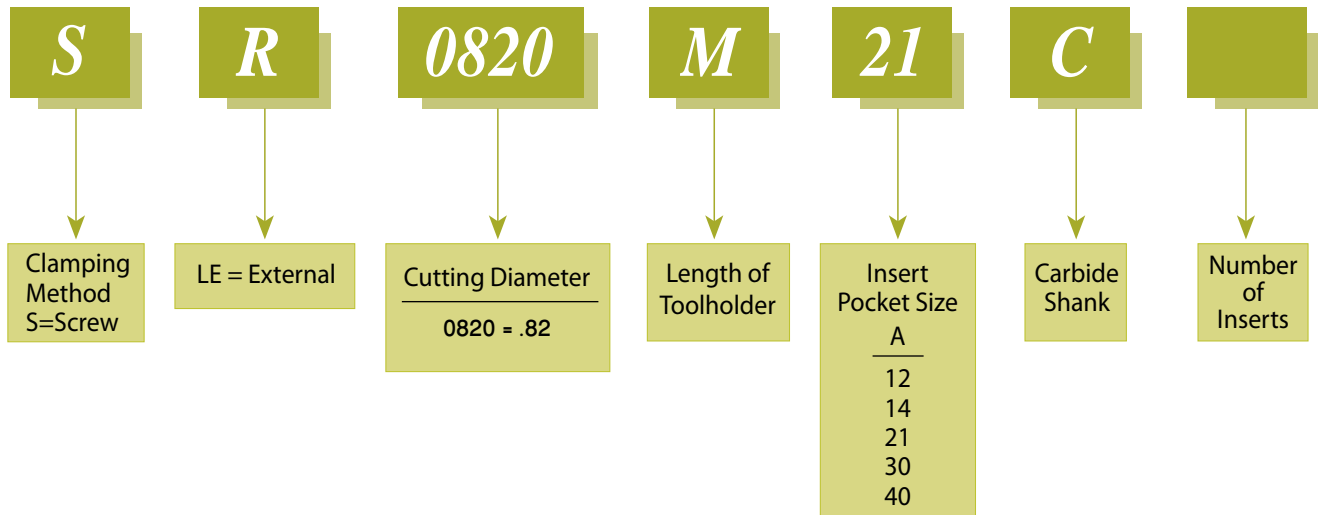 S R 0820 M 21 C
Clamping
Method
S=Screw
LE = External
Cutting Diameter
0820 = .82
Length of
Toolholder
Insert
Pocket Size
A
12
14
21
30
40
Carbide
Shank
Number
of
Inserts